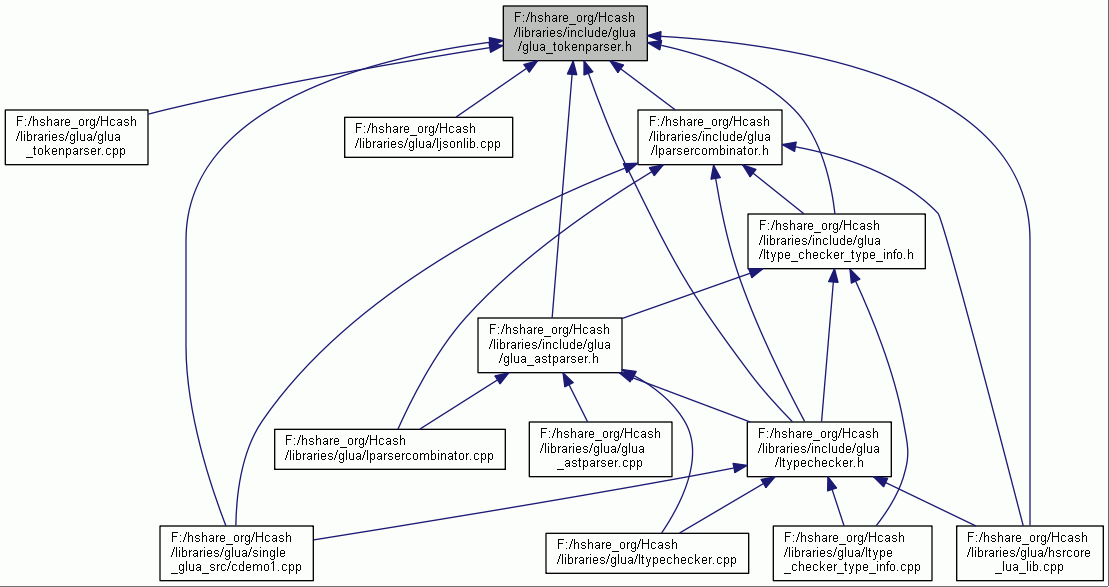 F:/hshare_org/Hcash
/libraries/include/glua
/glua_tokenparser.h
F:/hshare_org/Hcash
/libraries/glua/glua
_tokenparser.cpp
F:/hshare_org/Hcash
/libraries/glua/ljsonlib.cpp
F:/hshare_org/Hcash
/libraries/include/glua
/lparsercombinator.h
F:/hshare_org/Hcash
/libraries/include/glua
/ltype_checker_type_info.h
F:/hshare_org/Hcash
/libraries/include/glua
/glua_astparser.h
F:/hshare_org/Hcash
/libraries/glua/lparsercombinator.cpp
F:/hshare_org/Hcash
/libraries/glua/glua
_astparser.cpp
F:/hshare_org/Hcash
/libraries/include/glua
/ltypechecker.h
F:/hshare_org/Hcash
/libraries/glua/single
_glua_src/cdemo1.cpp
F:/hshare_org/Hcash
/libraries/glua/ltypechecker.cpp
F:/hshare_org/Hcash
/libraries/glua/ltype
_checker_type_info.cpp
F:/hshare_org/Hcash
/libraries/glua/hsrcore
_lua_lib.cpp